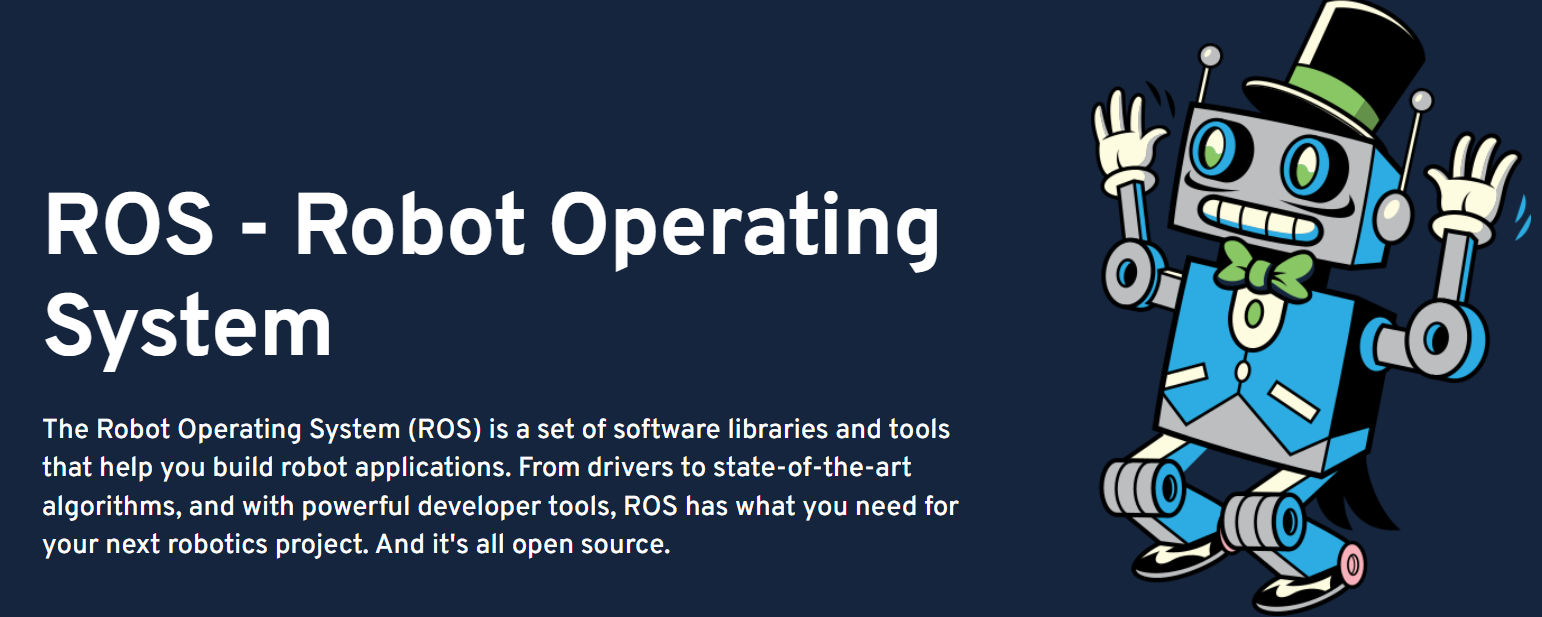 ROS - Robot Operating
System
The Robot Operating System (ROS) is a set of software libraries and tools
that help you build robot applications. From drivers to state-of-the-art
algorithms, and with powerful developer tools, ROS has what you need for
your next robotics project. And it's all open source.